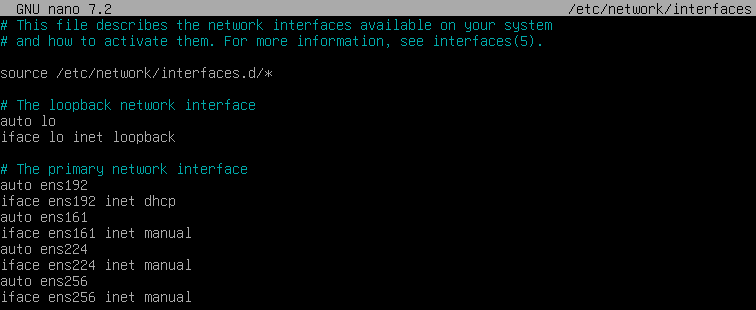 GNU nano 7.2 /etc/network/interfaces
# This file describes the network interfaces available on your system
# and how to activate them. For more information, see interfaces(5).
source /etc/network/interfaces.d/*
# The loopback network interface
auto lo
iface lo inet loopback
# The primary network interface
auto ens192
iface ens192 inet dhcp
auto ens161
iface ens161 inet manual
auto ens224
iface ens224 inet manual
auto ens256
iface ens256 inet manual